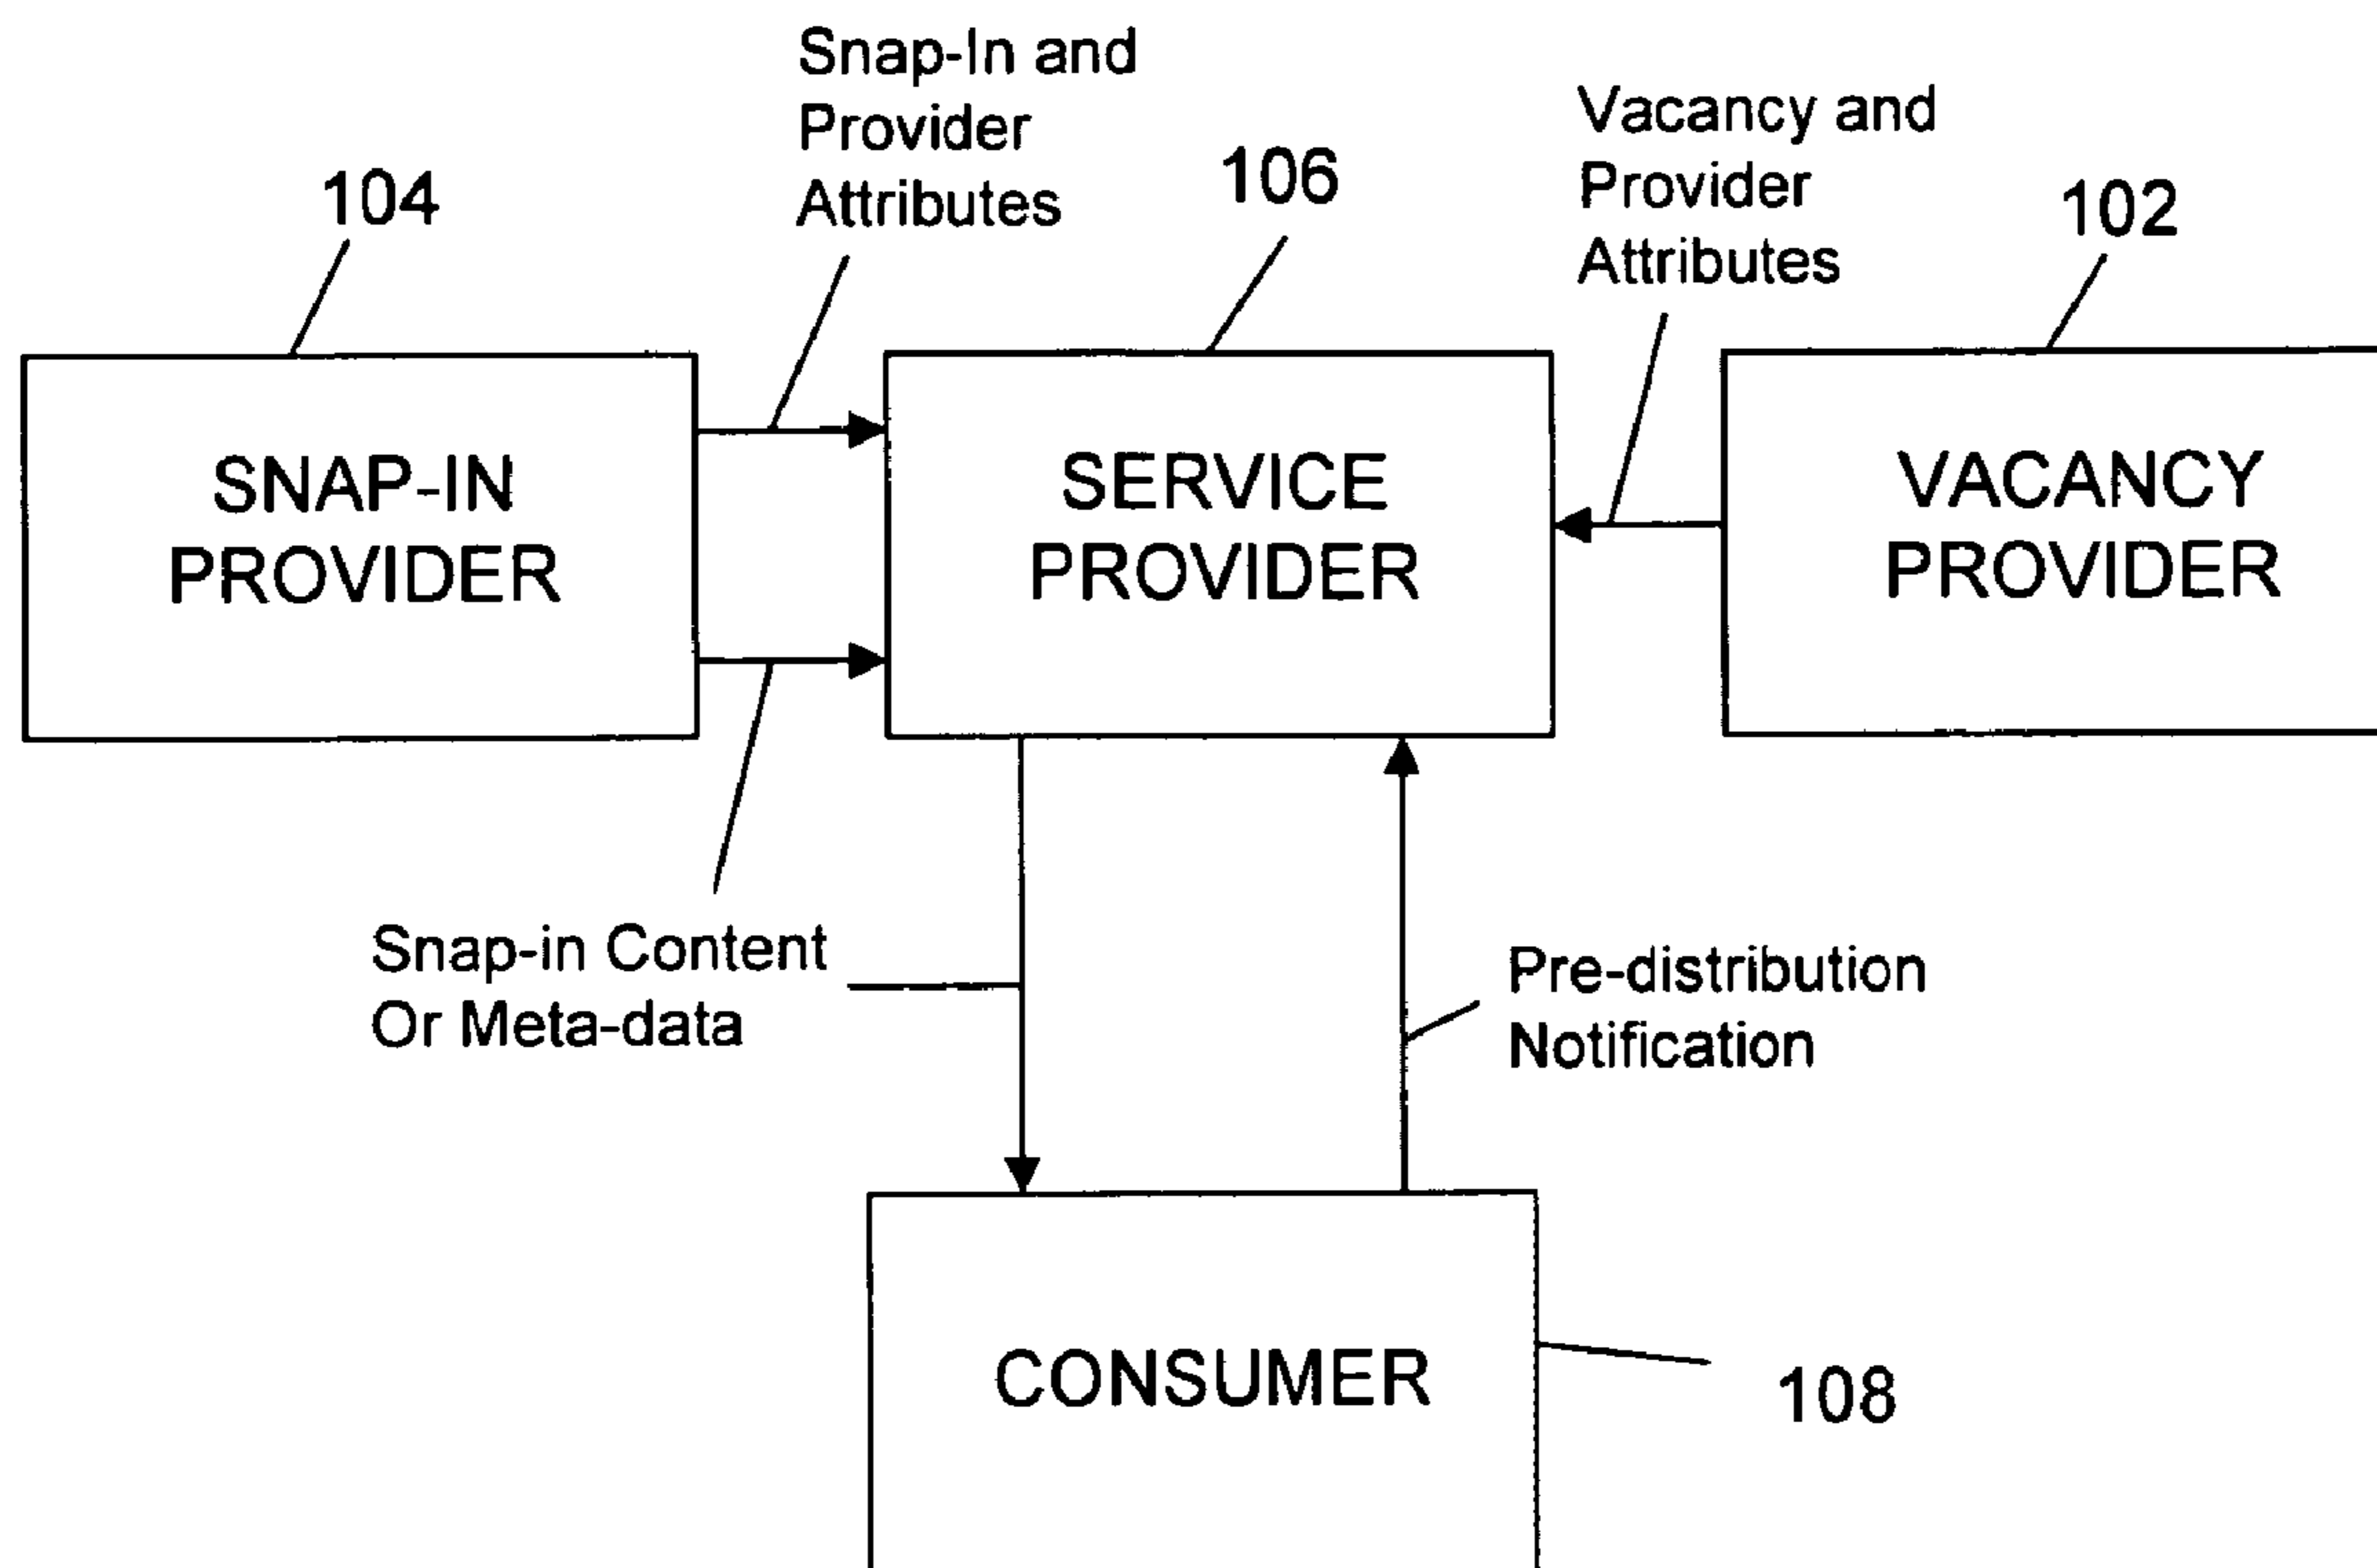 Snap-In and
Provider
Attributes
Vacancy and
Provider
Attributes
104
106
102
SNAP-IN
PROVIDER
SERVICE
PROVIDER
VACANCY
PROVIDER
Snap-in Content
Or Meta-data
Pre-distribution
Notification
CONSUMER
108